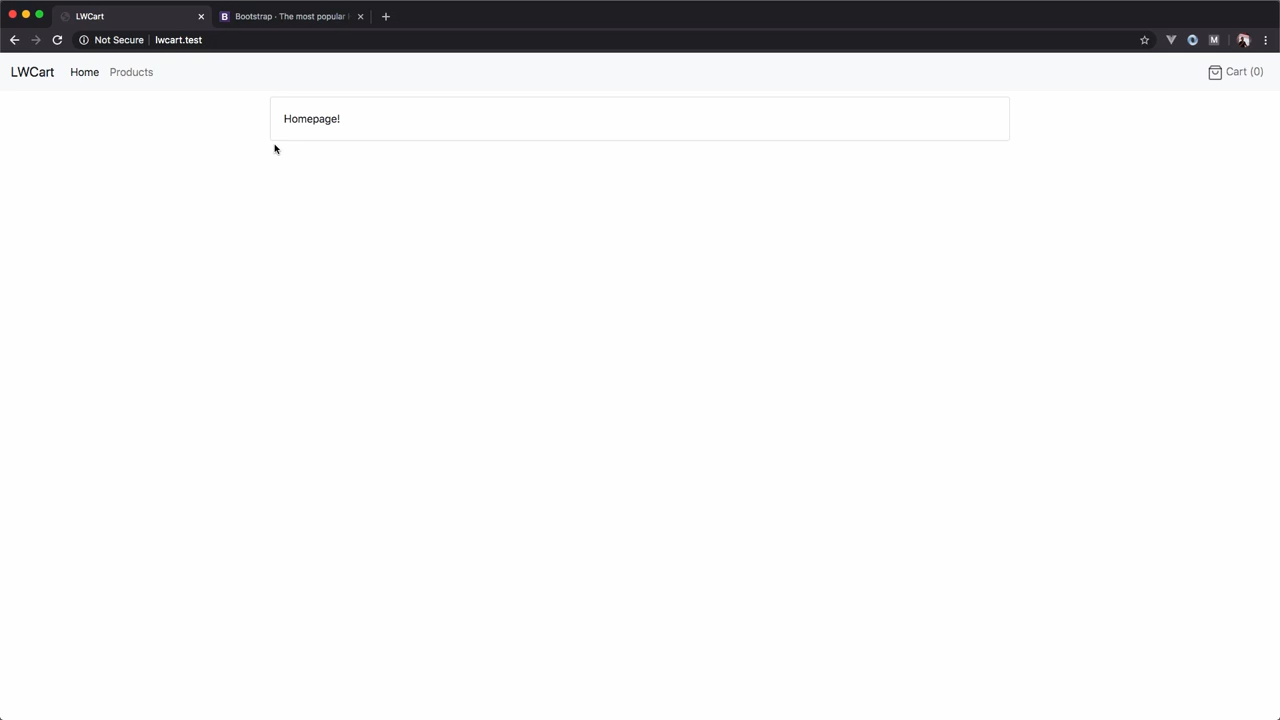 LWCart
Bootstrap · The most popular
Not Secure
lwcart.test
M
LWCart
Home
Products
Cart (0)
Homepage!